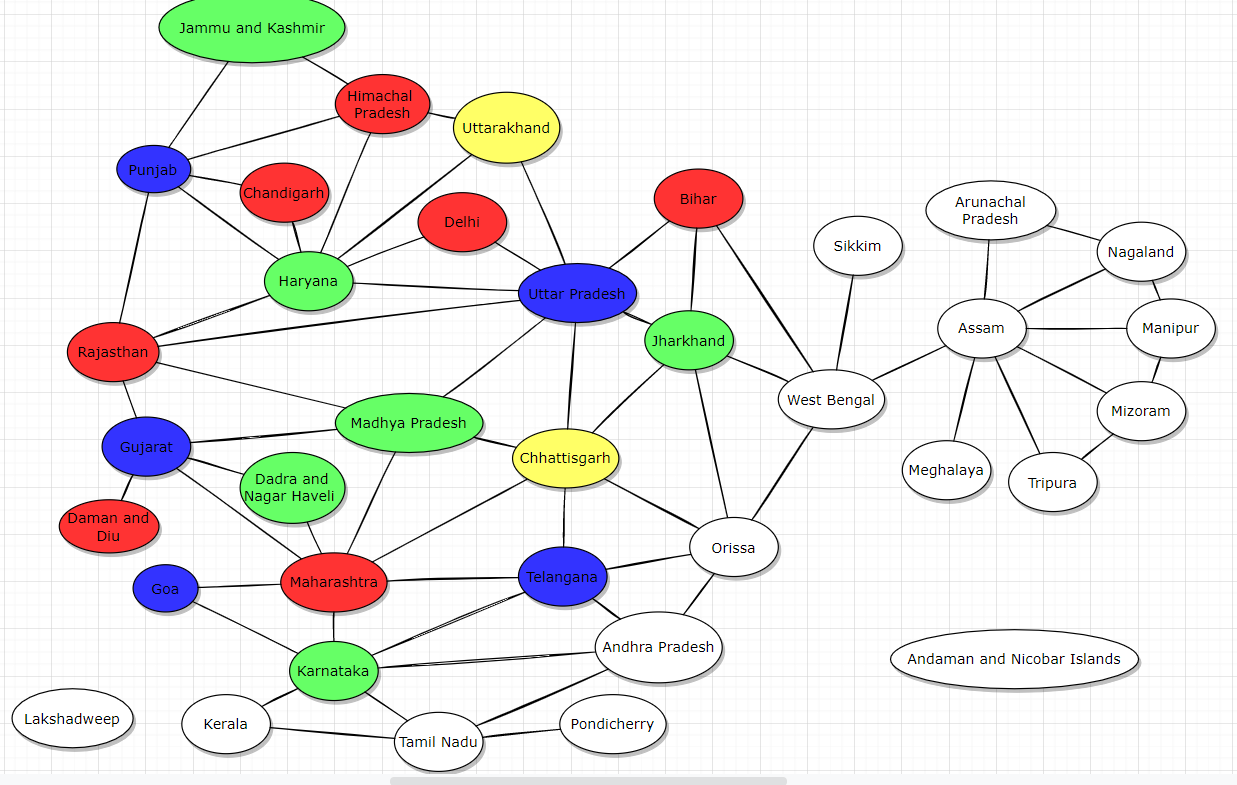 Jammu and Kashmir
Himachal
Pradesh
Uttarakhand
Punjab
Chandigarh
Bihar
Delhi
Arunachal
Pradesh
Sikkim
Nagaland
Haryana
Uttar Pradesh
Assam
Manipur
Jharkhand
Rajasthan
West Bengal
Mizoram
Madhya Pradesh
Gujarat
Chhattisgarh
Meghalaya
Tripura
Dadra and
Nagar Haveli
Daman and
Diu
Orissa
Telangana
Maharashtra
Goa
Andhra Pradesh
Andaman and Nicobar Islands
Karnataka
Lakshadweep
Kerala
Pondicherry
Tamil Nadu